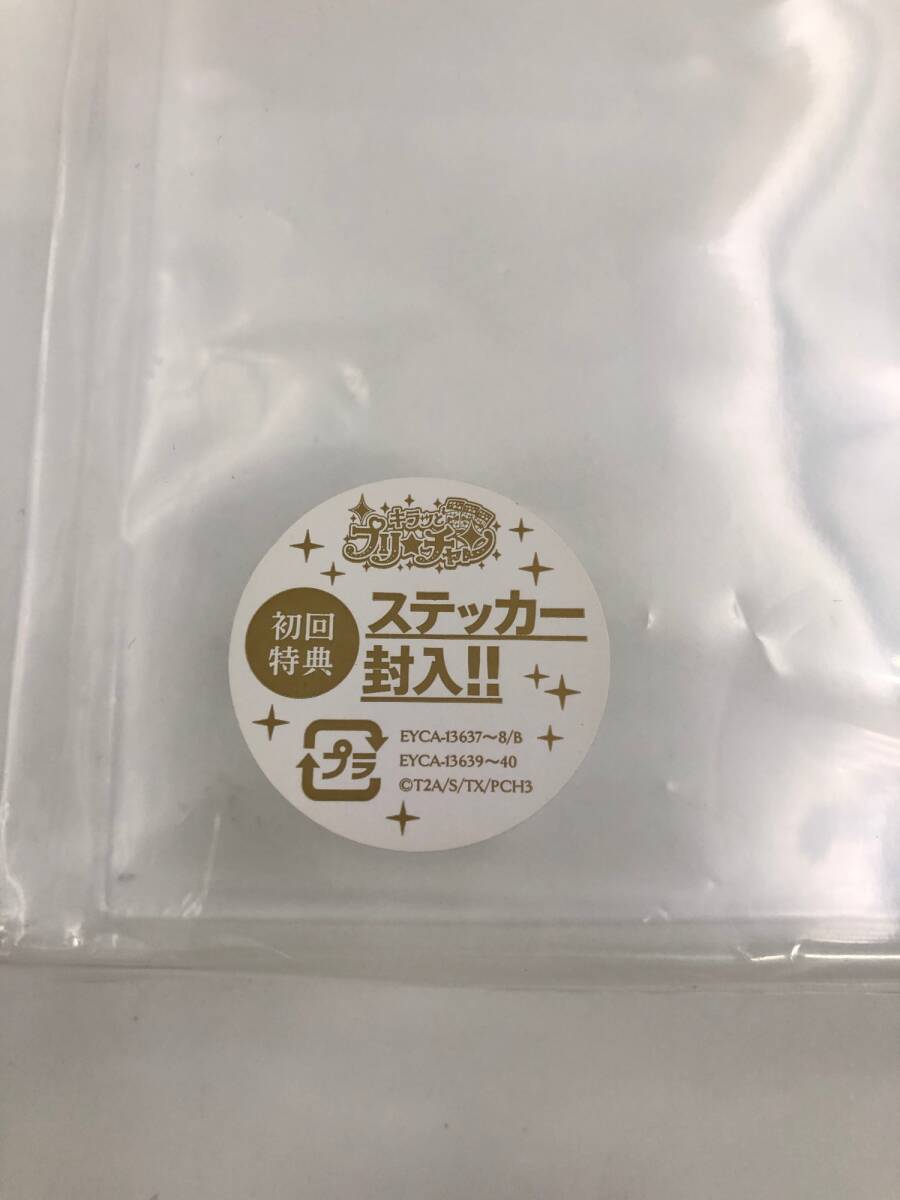 キラッと
プリ☆チャン
初回
特典
ステッカー
封入!!
プラ
EYCA-13637～8/B
EYCA-13639～40
©T2A/S/TX/PCH3